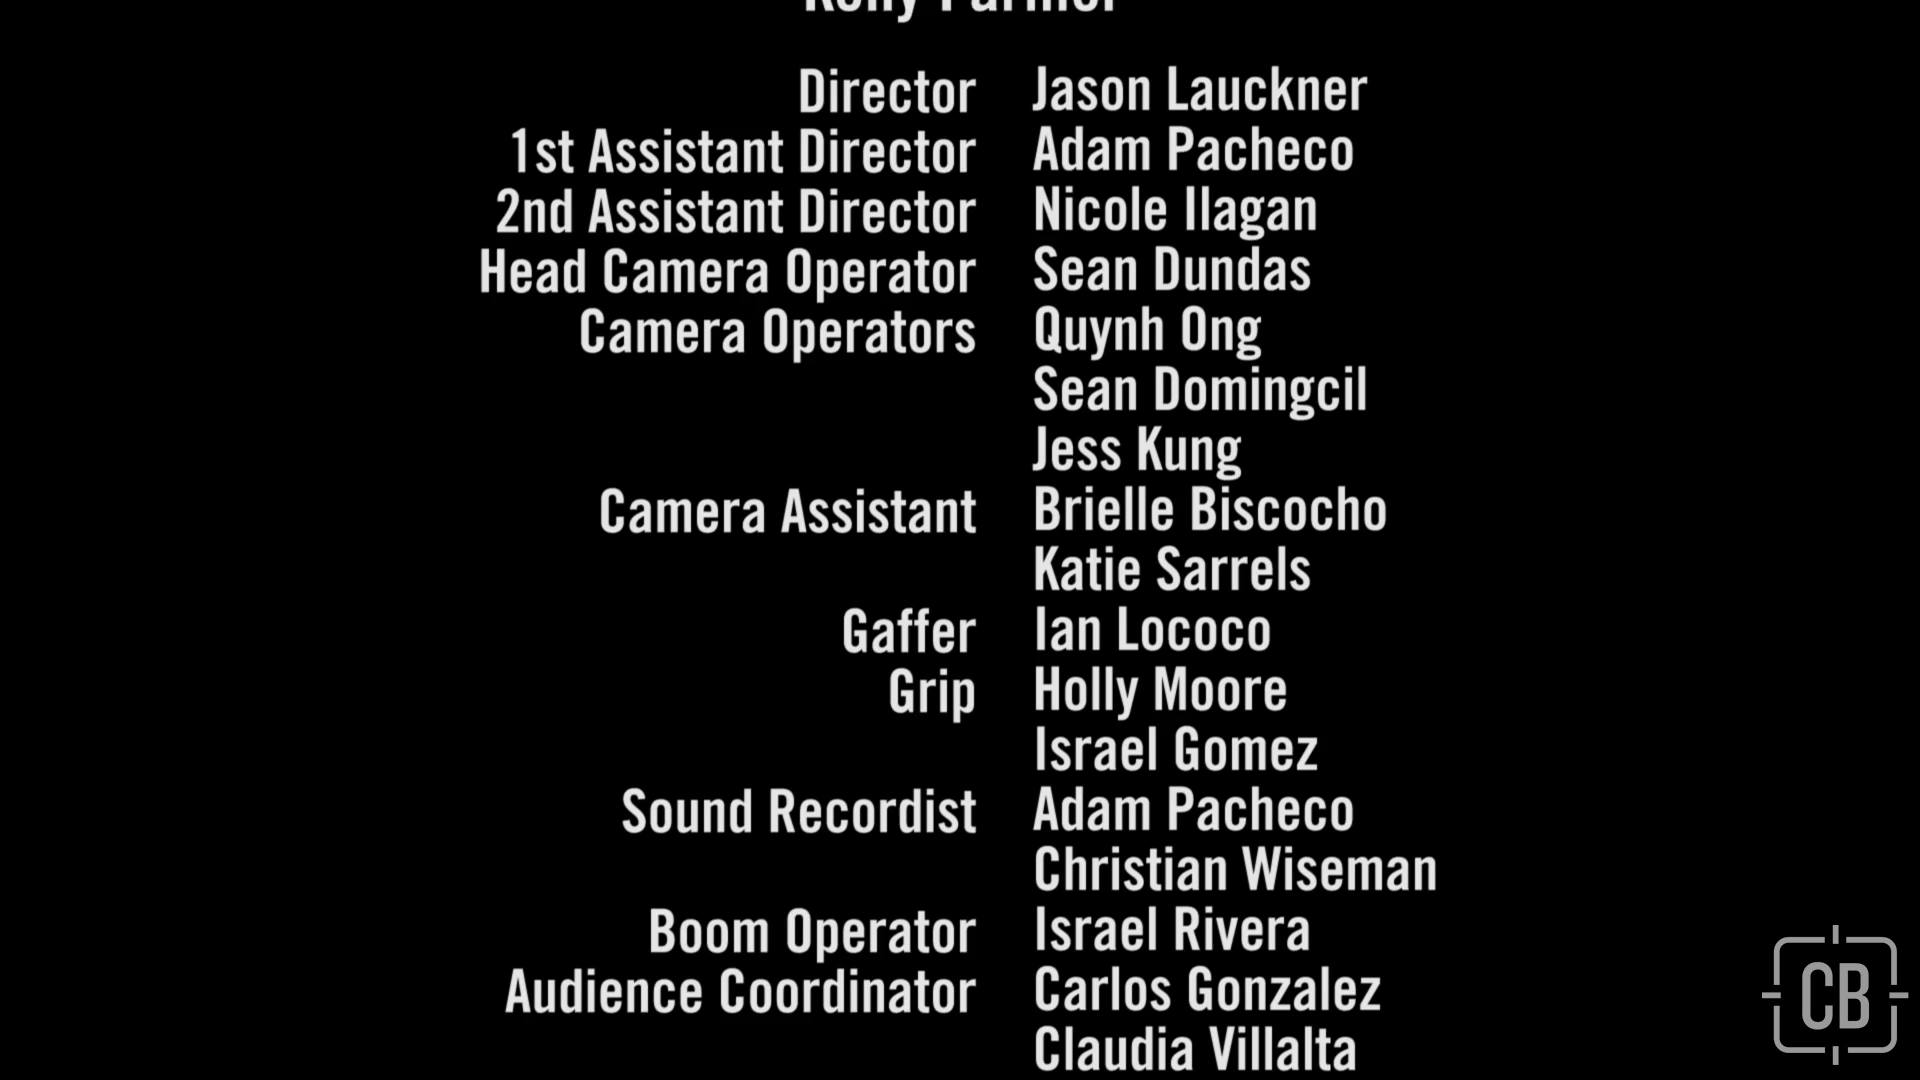 Director Jason Lauckner
1st Assistant Director Adam Pacheco
2nd Assistant Director Nicole Ilagan
Head Camera Operator Sean Dundas
Camera Operators Quynh Ong
Sean Domingcil
Jess Kung
Camera Assistant Brielle Biscocho
Katie Sarrels
Gaffer Ian Lococo
Grip Holly Moore
Israel Gomez
Sound Recordist Adam Pacheco
Christian Wiseman
Boom Operator Israel Rivera
Audience Coordinator Carlos Gonzalez
Claudia Villalta
CB